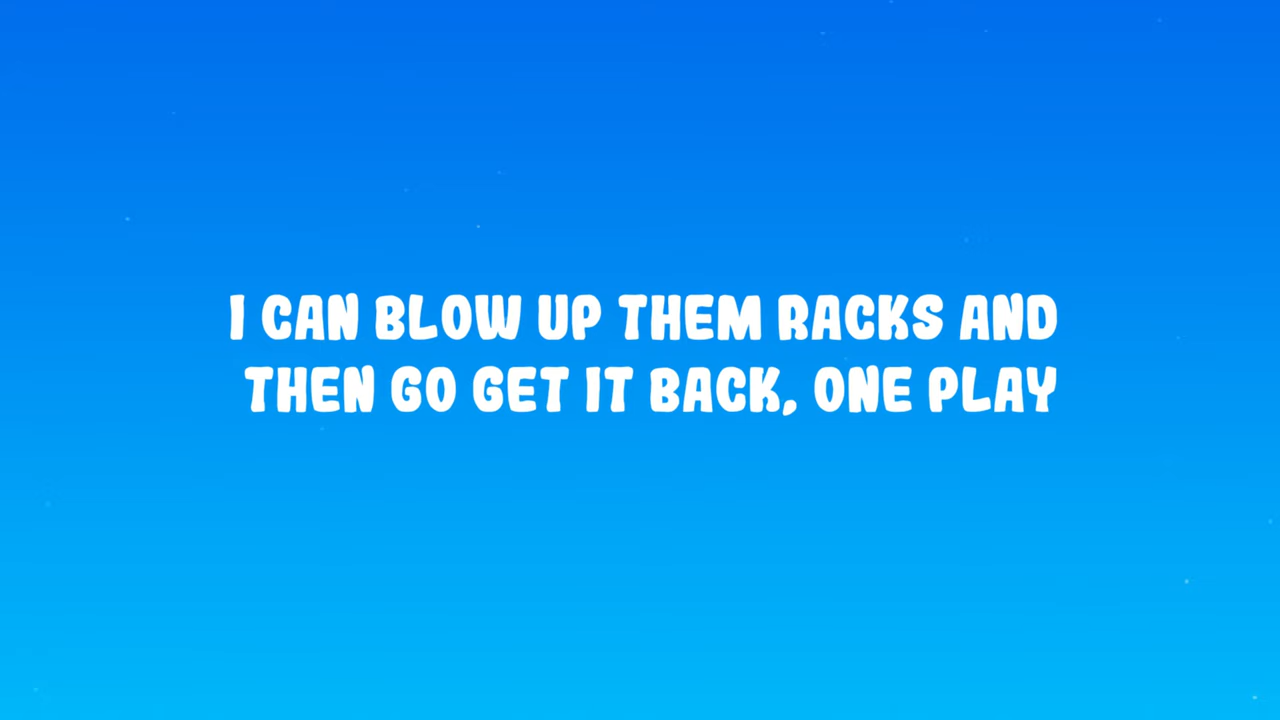 I CAN BLOW UP THEM RACKS AND
THEN GO GET IT BACK, ONE PLAY